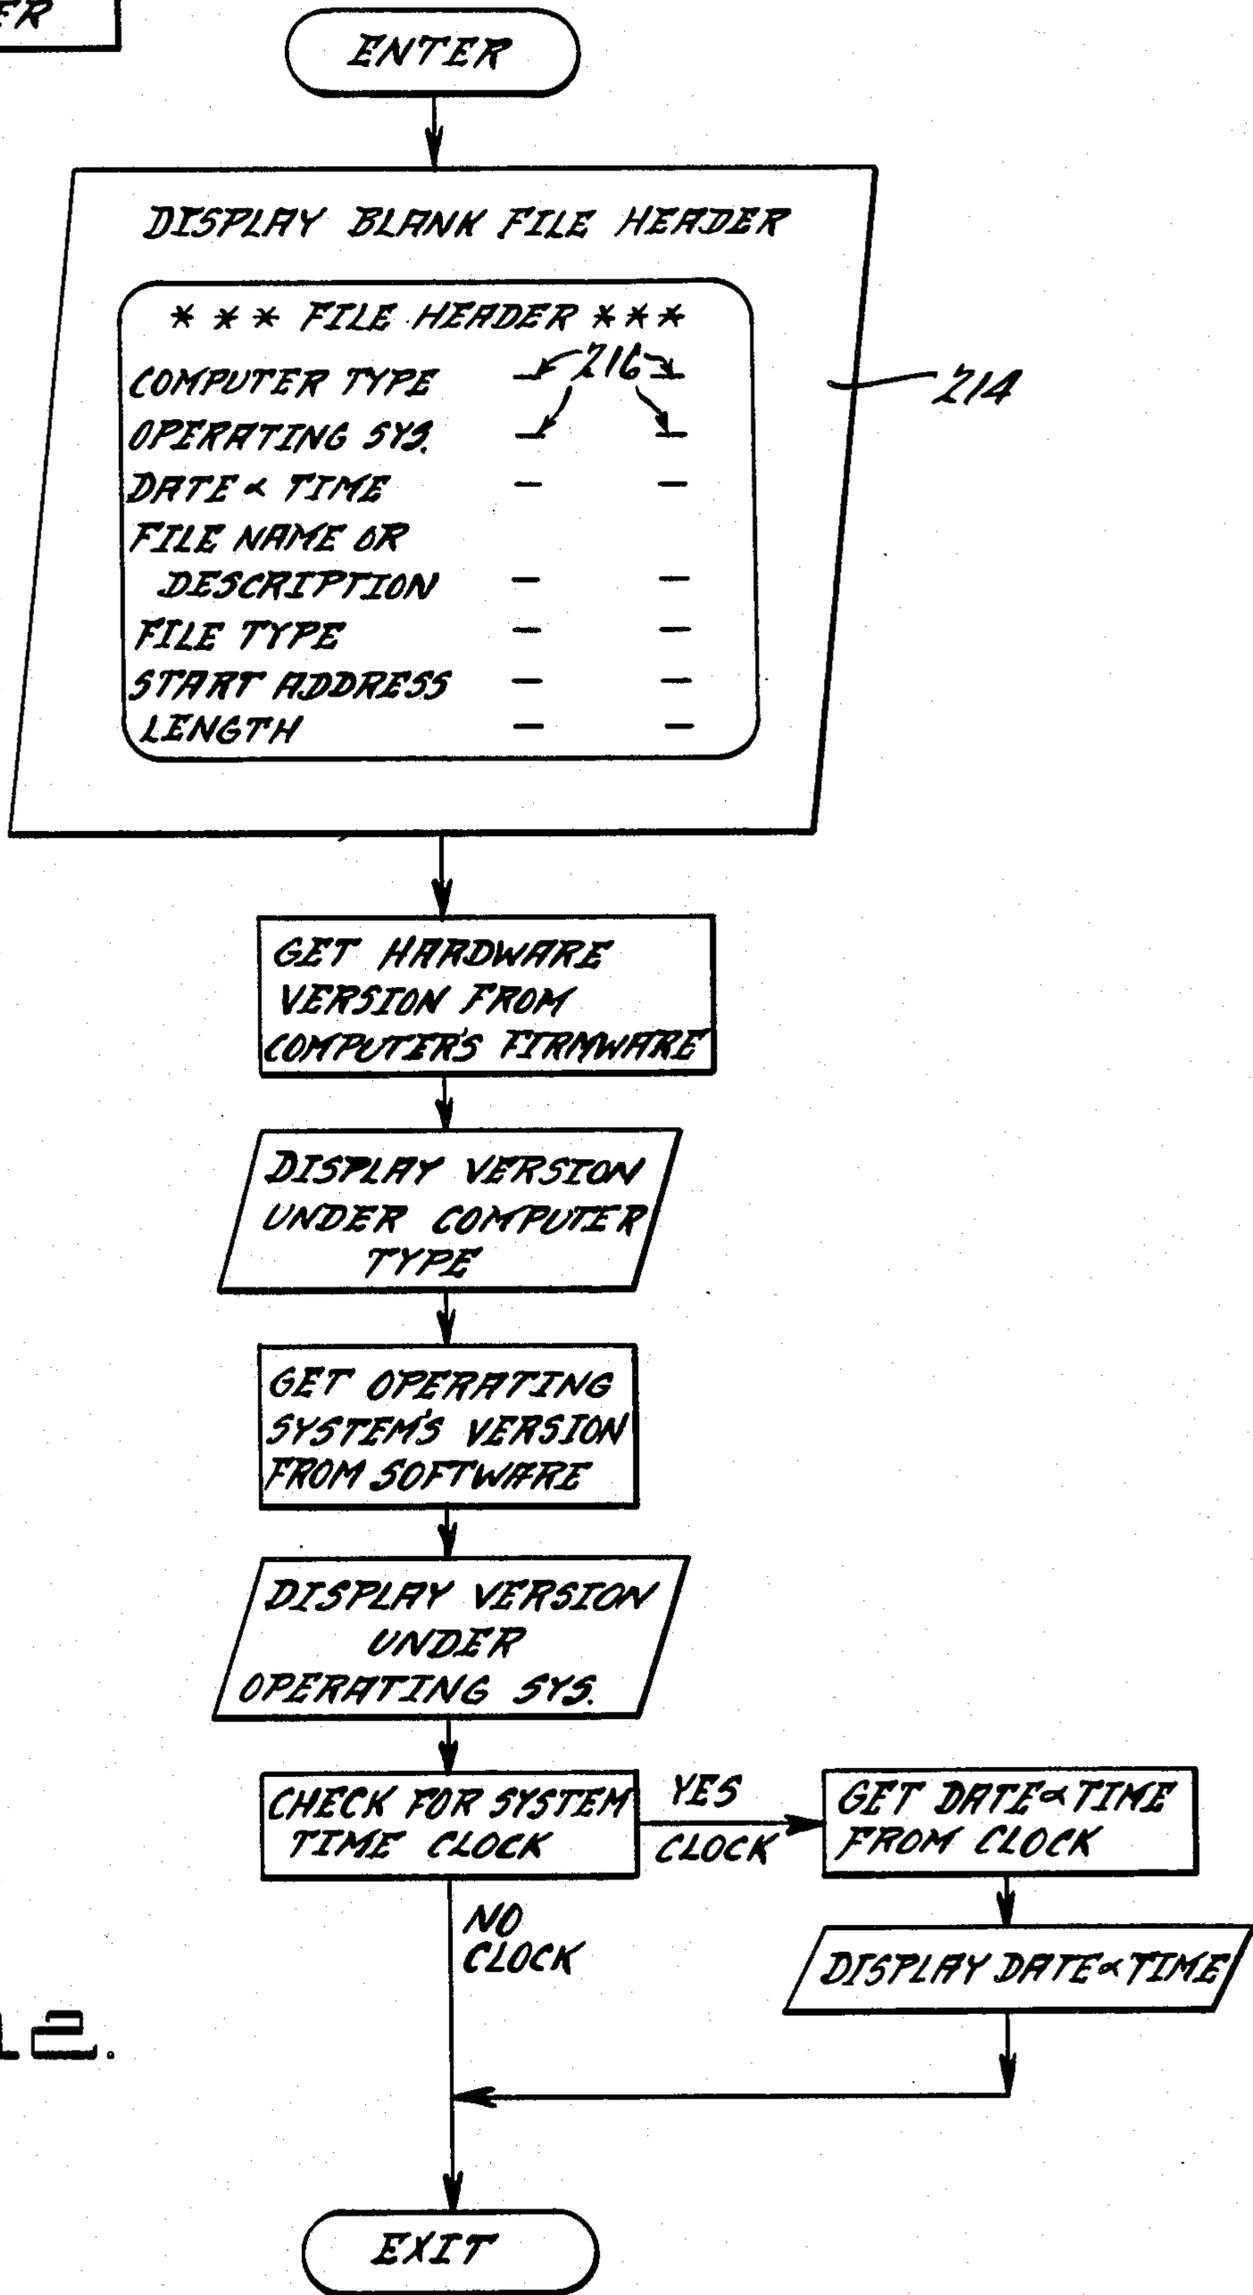 ER
ENTER
DISPLAY BLANK FILE HEADER
* * * FILE HEADER * * *
COMPUTER TYPE — 216 —
OPERATING SYS. — —
214
DATE & TIME — —
FILE NAME OR
DESCRIPTION — —
FILE TYPE — —
START ADDRESS — —
LENGTH — —
GET HARDWARE
VERSION FROM
COMPUTER'S FIRMWARE
DISPLAY VERSION
UNDER COMPUTER
TYPE
GET OPERATING
SYSTEM'S VERSION
FROM SOFTWARE
DISPLAY VERSION
UNDER
OPERATING SYS.
CHECK FOR SYSTEM
TIME CLOCK
YES
CLOCK
GET DATE & TIME
FROM CLOCK
NO
CLOCK
DISPLAY DATE & TIME
2.
EXIT